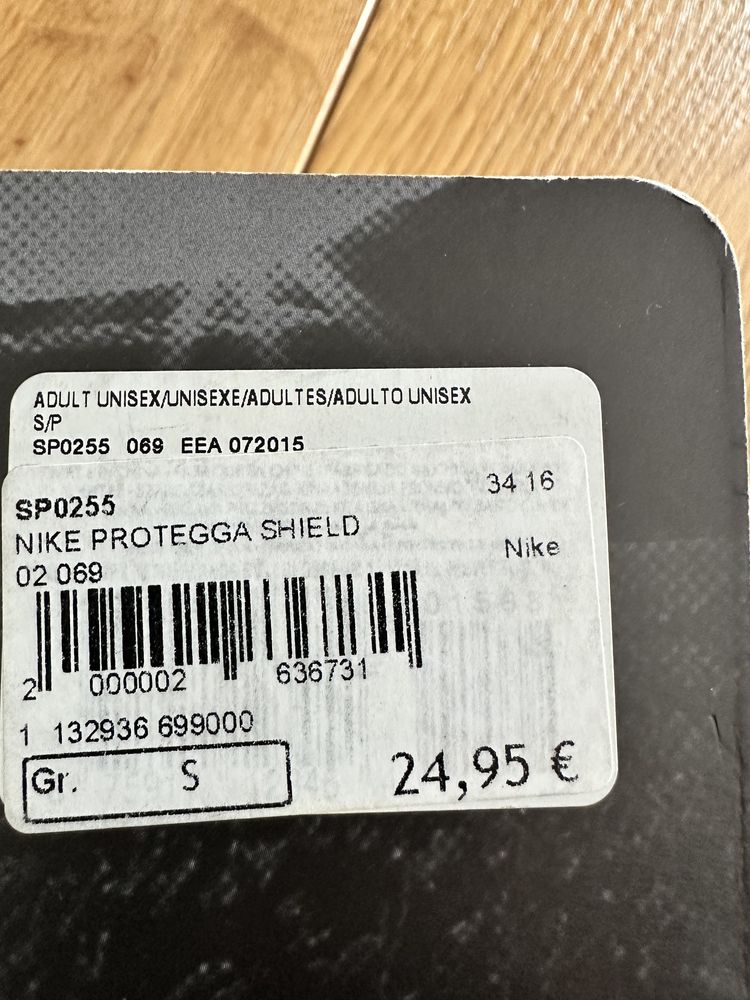 ADULT UNISEX/UNISEXE/ADULTES/ADULTO UNISEX
S/P
SP0255 069 EEA 072015
34 16
SP0255
NIKE PROTEGGA SHIELD
Nike
02 069
2 000002 636731
1 132936 699000
Gr. S
24,95 €